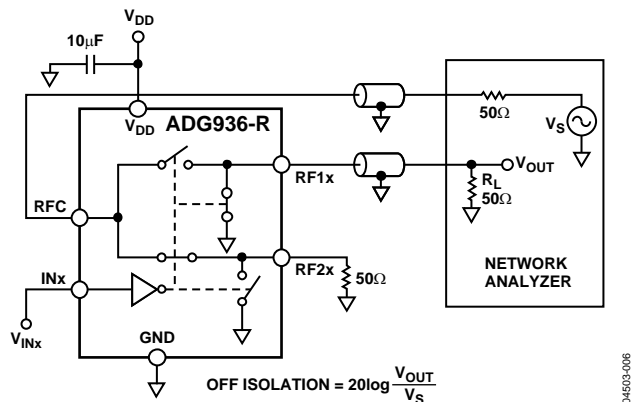 VDD
10μF
VDD
ADG936-R
50Ω
VS
RF1x
VOUT
RL
50Ω
RFC
RF2x
50Ω
INx
NETWORK
ANALYZER
VINx
GND
OFF ISOLATION = 20log VOUT
VS
04503-006